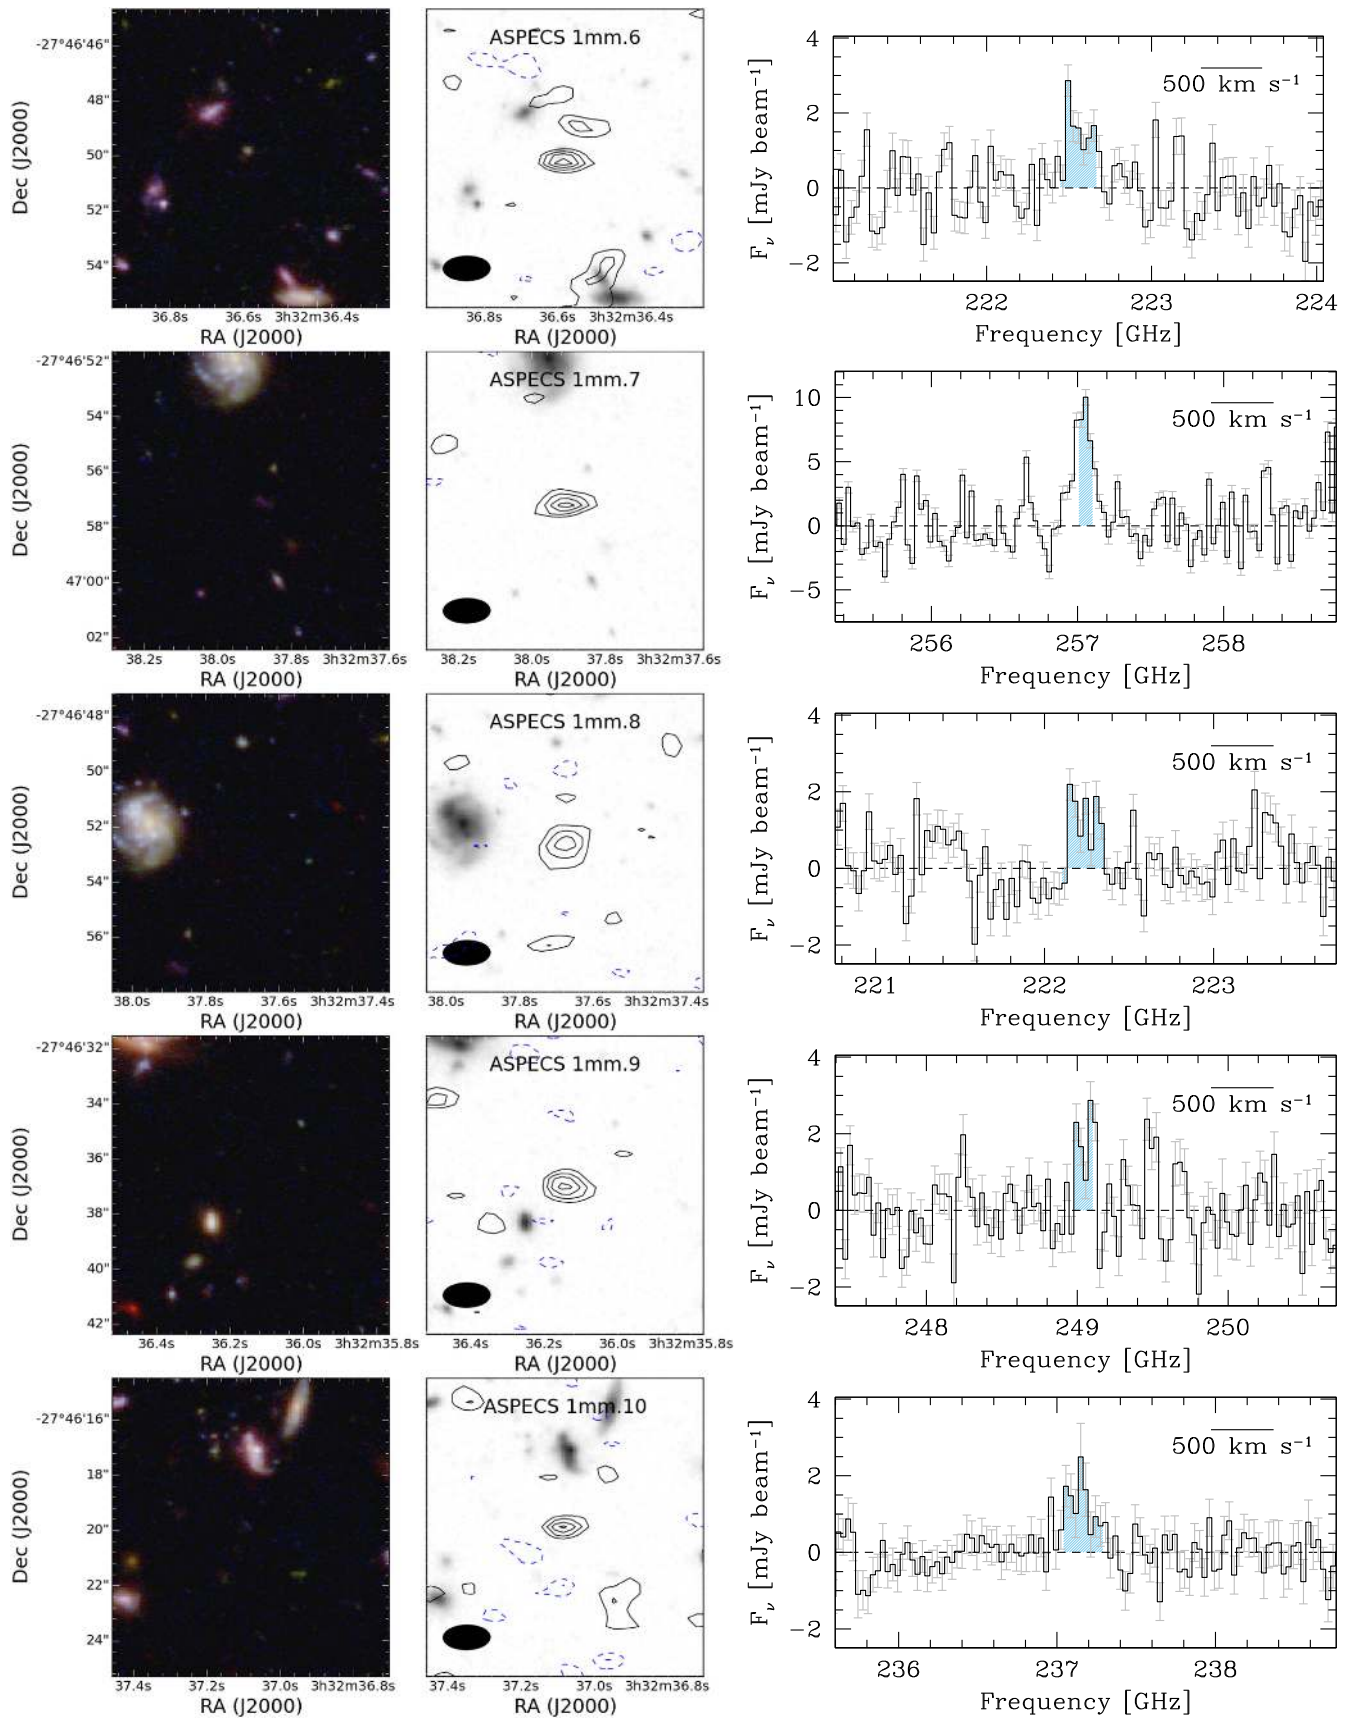 -27°46'46"
48"
50"
52"
54"
Dec (J2000)
36.8s 36.6s 3h32m36.4s
RA (J2000)
ASPECS 1mm.6
36.8s 36.6s 3h32m36.4s
RA (J2000)
4
2
0
−2
Fν [mJy beam−1]
500 km s−1
222 223 224
Frequency [GHz]
-27°46'52"
54"
56"
58"
47'00"
02"
Dec (J2000)
38.2s 38.0s 37.8s 3h32m37.6s
RA (J2000)
ASPECS 1mm.7
38.2s 38.0s 37.8s 3h32m37.6s
RA (J2000)
10
5
0
−5
Fν [mJy beam−1]
500 km s−1
256 257 258
Frequency [GHz]
-27°46'48"
50"
52"
54"
56"
Dec (J2000)
38.0s 37.8s 37.6s 3h32m37.4s
RA (J2000)
ASPECS 1mm.8
38.0s 37.8s 37.6s 3h32m37.4s
RA (J2000)
4
2
0
−2
Fν [mJy beam−1]
500 km s−1
221 222 223
Frequency [GHz]
-27°46'32"
34"
36"
38"
40"
42"
Dec (J2000)
36.4s 36.2s 36.0s 3h32m35.8s
RA (J2000)
ASPECS 1mm.9
36.4s 36.2s 36.0s 3h32m35.8s
RA (J2000)
4
2
0
−2
Fν [mJy beam−1]
500 km s−1
248 249 250
Frequency [GHz]
-27°46'16"
18"
20"
22"
24"
Dec (J2000)
37.4s 37.2s 37.0s 3h32m36.8s
RA (J2000)
ASPECS 1mm.10
37.4s 37.2s 37.0s 3h32m36.8s
RA (J2000)
4
2
0
−2
Fν [mJy beam−1]
500 km s−1
236 237 238
Frequency [GHz]